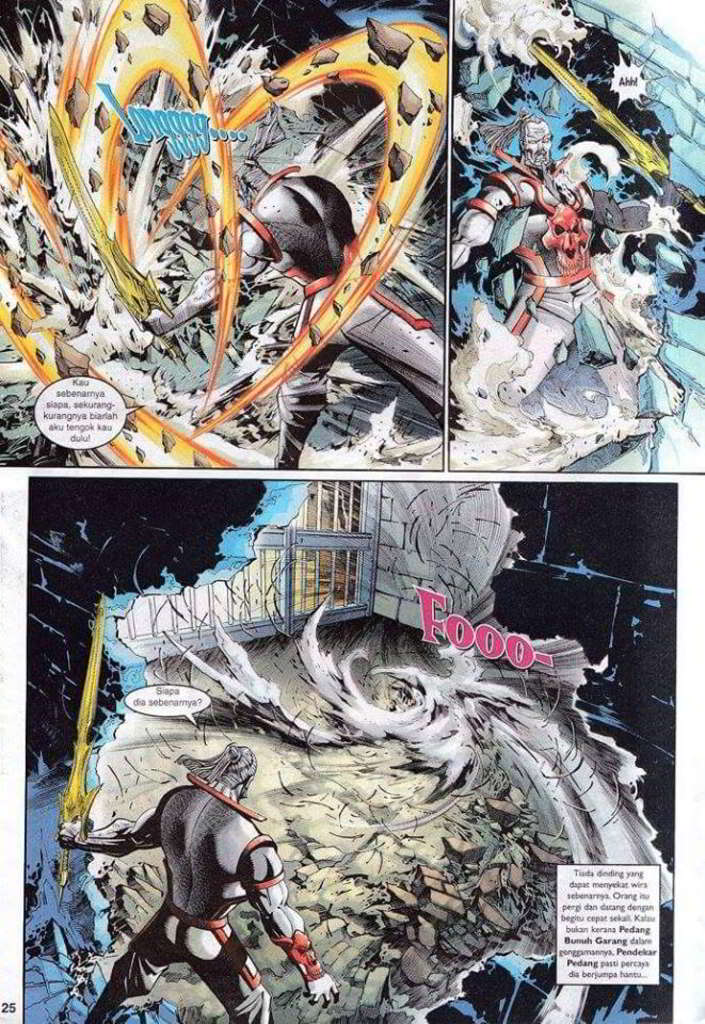 Iongggg....
Ahh!
Kau
sebenarnya
siapa, sekurang-
kurangnya biarlah
aku tengok kau
dulu!
Fooo-
Siapa
dia sebenarnya?
Tiada dinding yang
dapat menyekat wira
sebenarnya. Orang itu
pergi dan datang dengan
begitu cepat sekali. Kalau
bukan kerana Pedang
Bunuh Garang dalam
genggamannya, Pendekar
Pedang pasti percaya
dia berjumpa hantu...
25